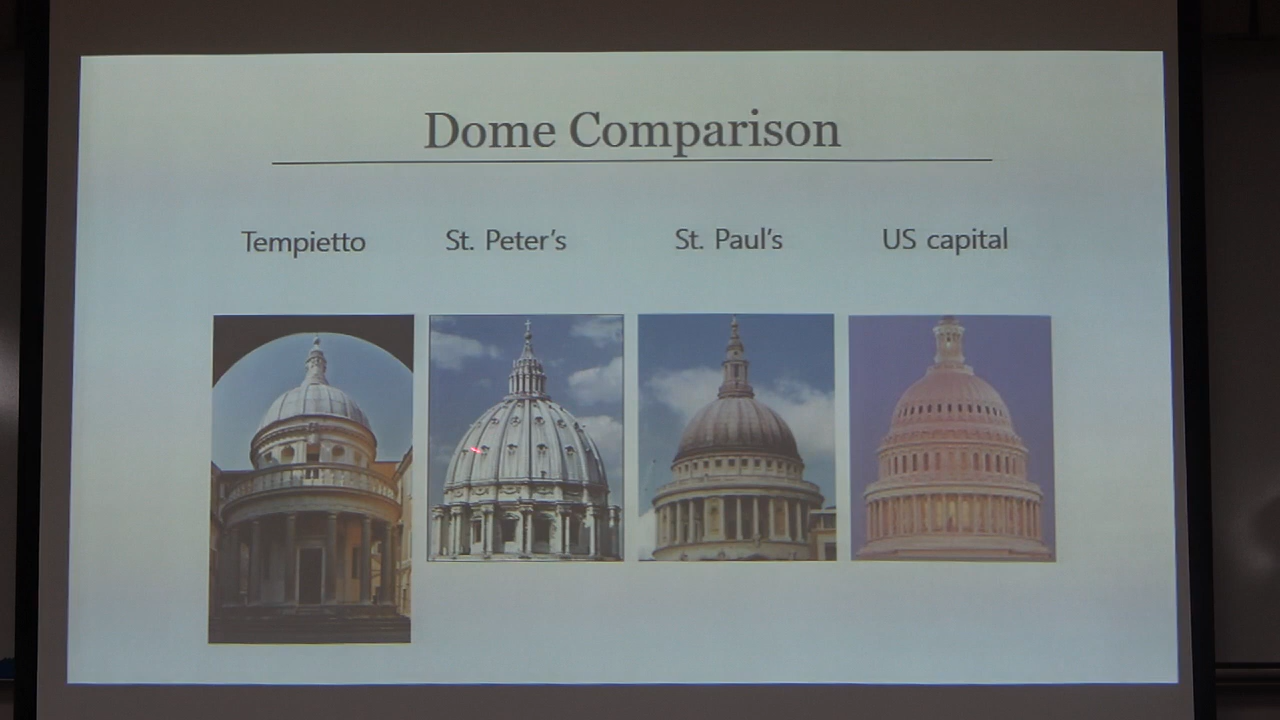 Dome Comparison
Tempietto
St. Peter's
St. Paul's
US capital